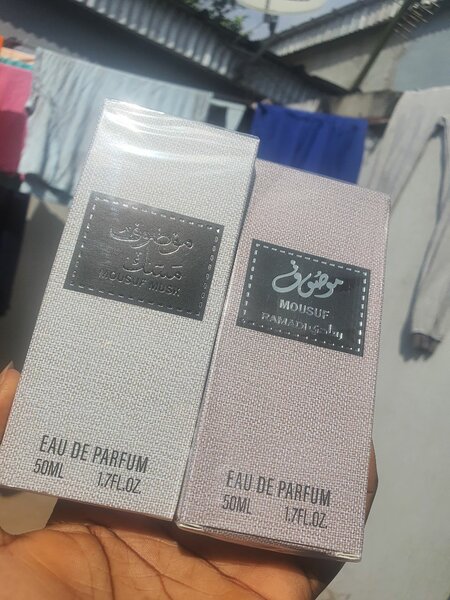 موصوف
مسك
MOUSUF MUSK
EAU DE PARFUM
50ML 1.7FL.OZ.
موصوف
MOUSUF
RAMADI رمادي
EAU DE PARFUM
50ML 1.7FL.OZ.